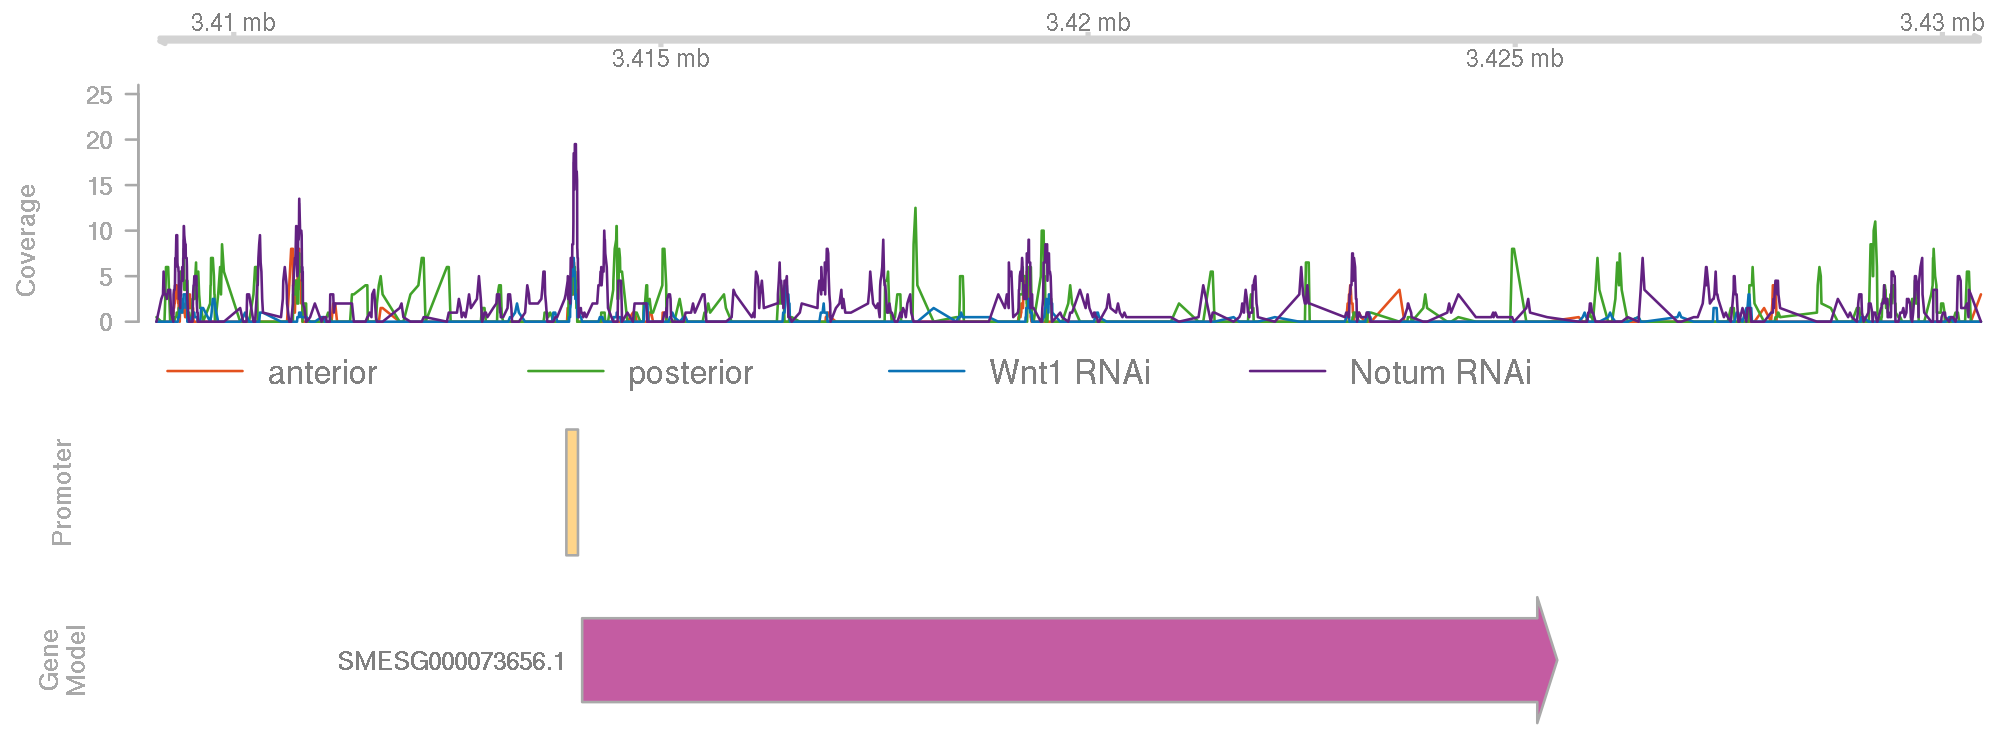 3.41 mb
3.42 mb
3.43 mb
3.415 mb
3.425 mb
Coverage
25
20
15
10
5
0
anterior
posterior
Wnt1 RNAi
Notum RNAi
Promoter
Gene
Model
SMESG000073656.1